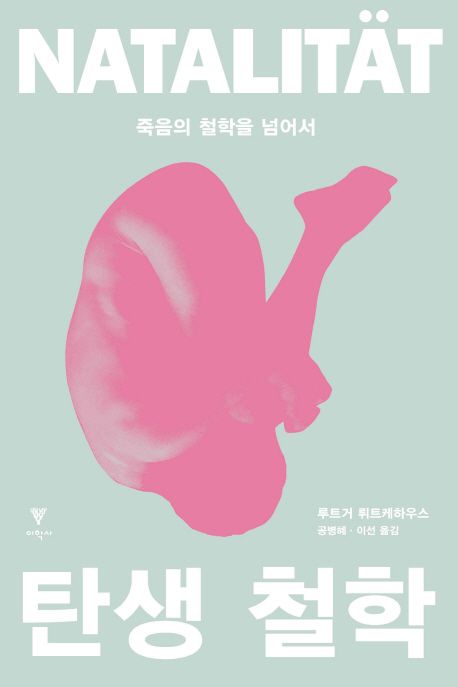 NATALITÄT
죽음의 철학을 넘어서
루트거 뤼트케하우스
공병혜 · 이선 옮김
이학사
탄생 철학